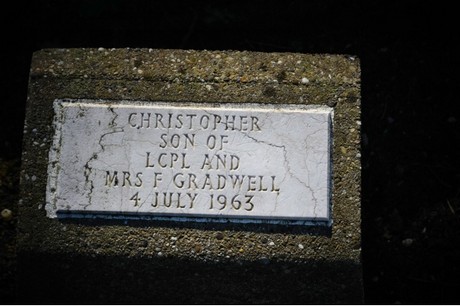 CHRISTOPHER
SON OF
LCPL AND
MRS F GRADWELL
4 JULY 1963